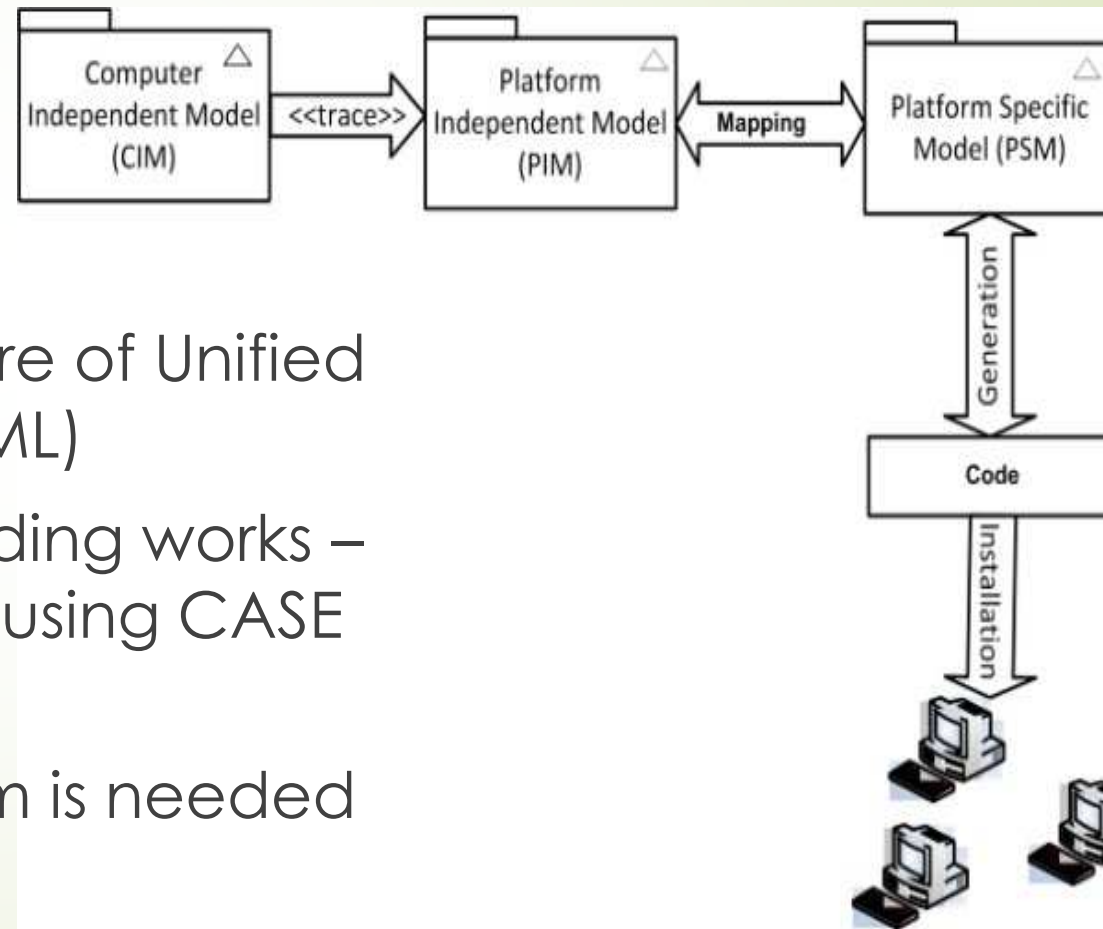 Computer
Independent Model
(CIM)
<<trace>>
Platform
Independent Model
(PIM)
Mapping
Platform Specific
Model (PSM)
Generation
Code
Installation
re of Unified
ML)
ding works –
using CASE
m is needed